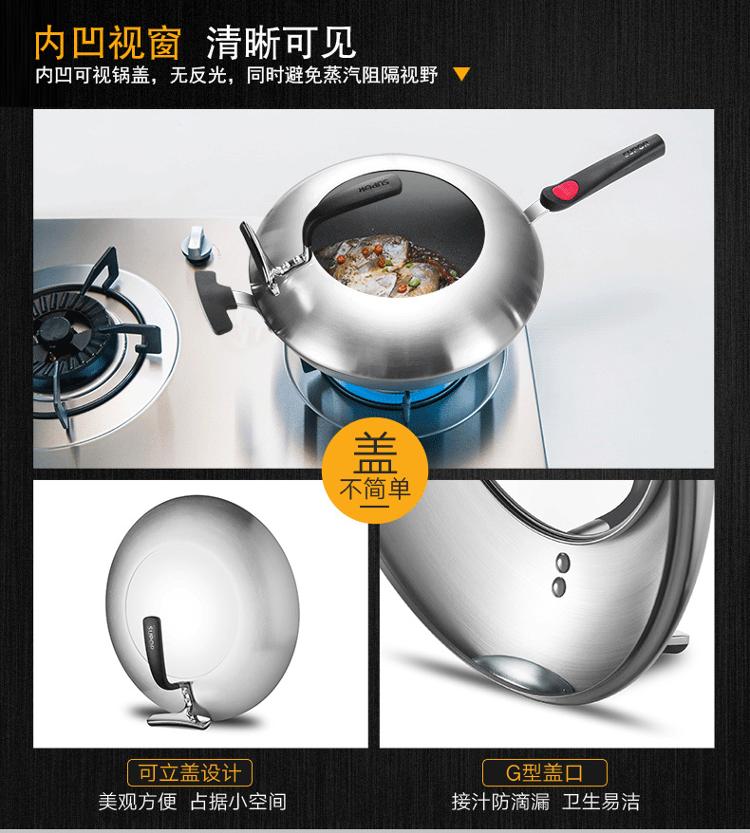 内凹视窗 清晰可见
内凹可视锅盖，无反光，同时避免蒸汽阻隔视野
SUPOR
SUPOR
盖
不简单
SUPOR
可立盖设计
G型盖口
美观方便 占据小空间
接汁防滴漏 卫生易洁